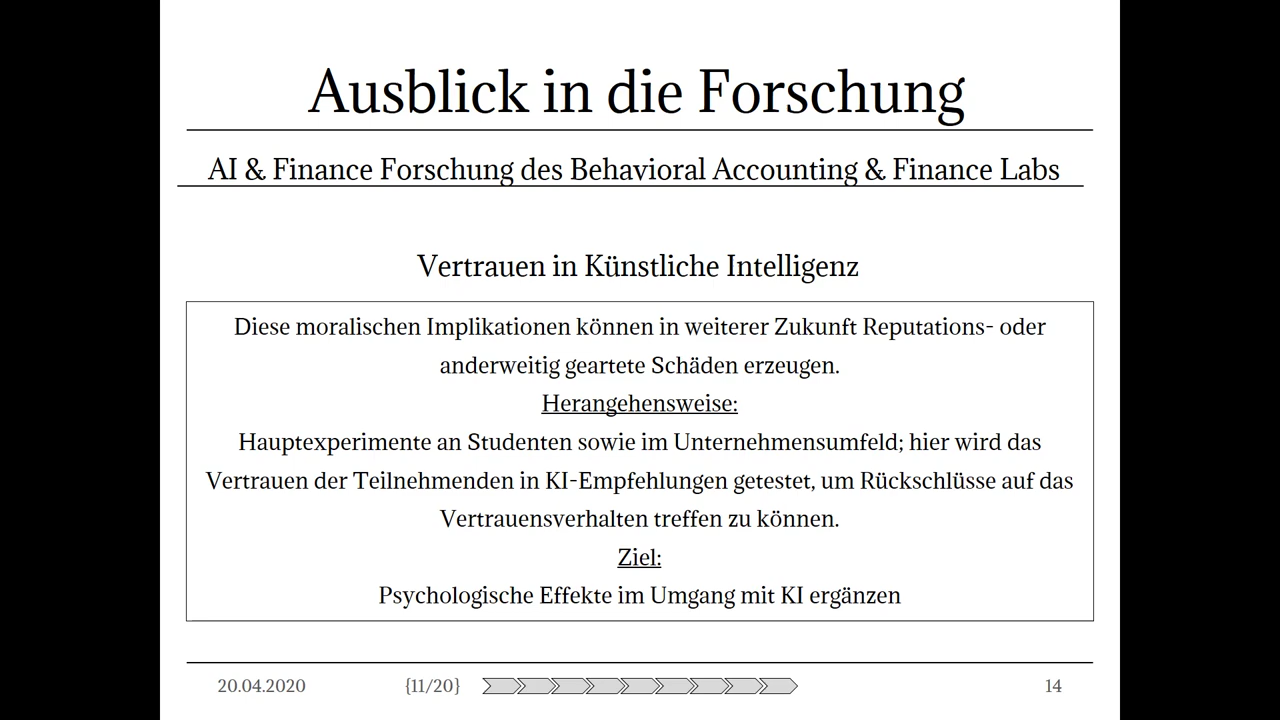 Ausblick in die Forschung
AI & Finance Forschung des Behavioral Accounting & Finance Labs
Vertrauen in Künstliche Intelligenz
Diese moralischen Implikationen können in weiterer Zukunft Reputations- oder
anderweitig geartete Schäden erzeugen.
Herangehensweise:
Hauptexperimente an Studenten sowie im Unternehmensumfeld; hier wird das
Vertrauen der Teilnehmenden in KI-Empfehlungen getestet, um Rückschlüsse auf das
Vertrauensverhalten treffen zu können.
Ziel:
Psychologische Effekte im Umgang mit KI ergänzen
20.04.2020 {11/20} 14